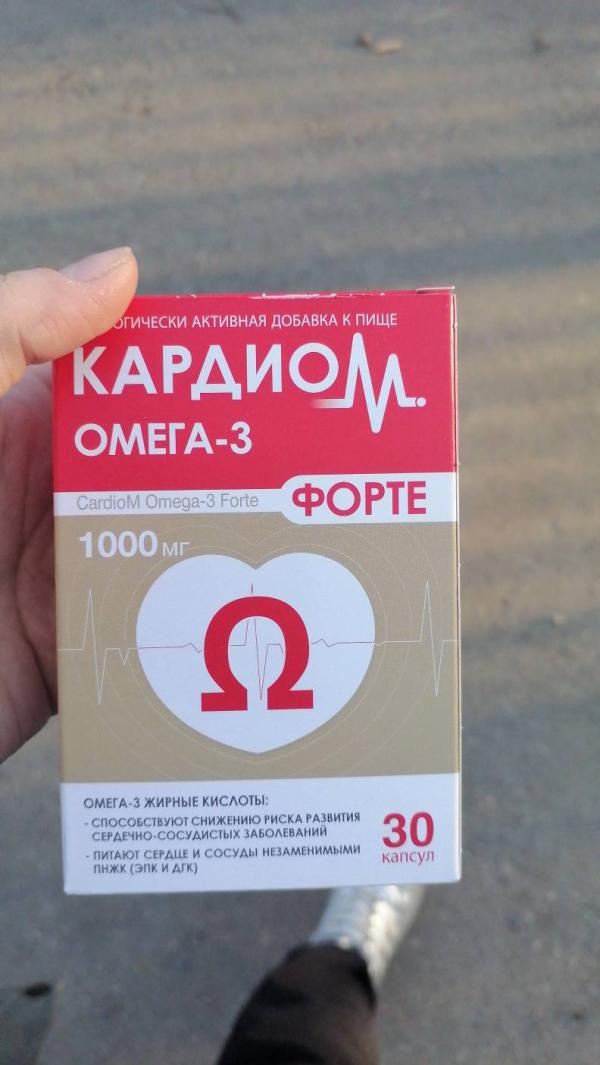 АКТИВНАЯ ДОБАВКА К ПИЩЕ
КАРДИОМ.
ОМЕГА-3
CardioM Omega-3 Forte
ФОРТЕ
1000 МГ
Ω
ОМЕГА-3 ЖИРНЫЕ КИСЛОТЫ:
- СПОСОБСТВУЮТ СНИЖЕНИЮ РИСКА РАЗВИТИЯ
СЕРДЕЧНО-СОСУДИСТЫХ ЗАБОЛЕВАНИЙ
- ПИТАЮТ СЕРДЦЕ И СОСУДЫ НЕЗАМЕНИМЫМИ
ПНЖК (ЭПК И ДГК)
30
капсул